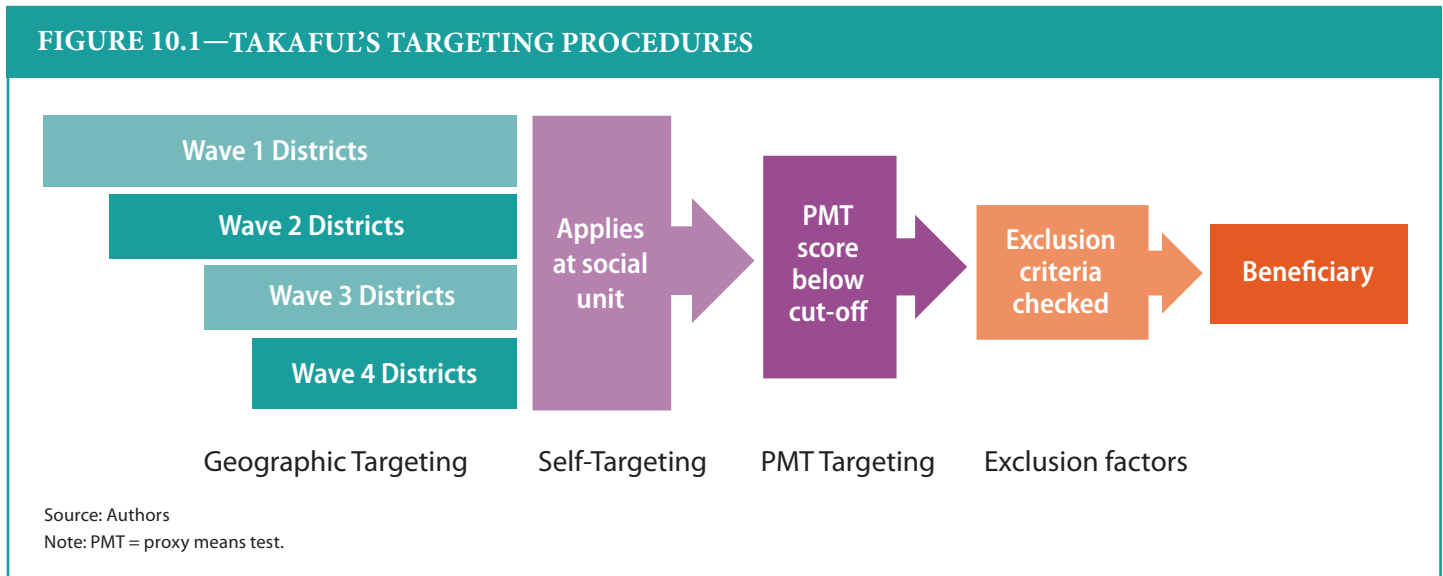 FIGURE 10.1—TAKAFUL'S TARGETING PROCEDURES
Wave 1 Districts
Wave 2 Districts
Wave 3 Districts
Wave 4 Districts
Applies
at social
unit
PMT
score
below
cut-off
Exclusion
criteria
checked
Beneficiary
Geographic Targeting
Self-Targeting
PMT Targeting
Exclusion factors
Source: Authors
Note: PMT = proxy means test.